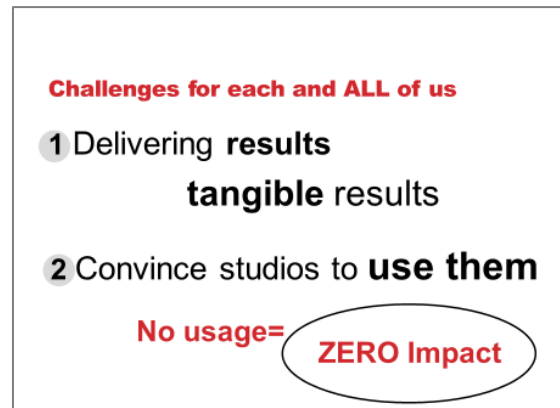 Challenges for each and ALL of us
1 Delivering results
tangible results
2 Convince studios to use them
No usage=
ZERO Impact